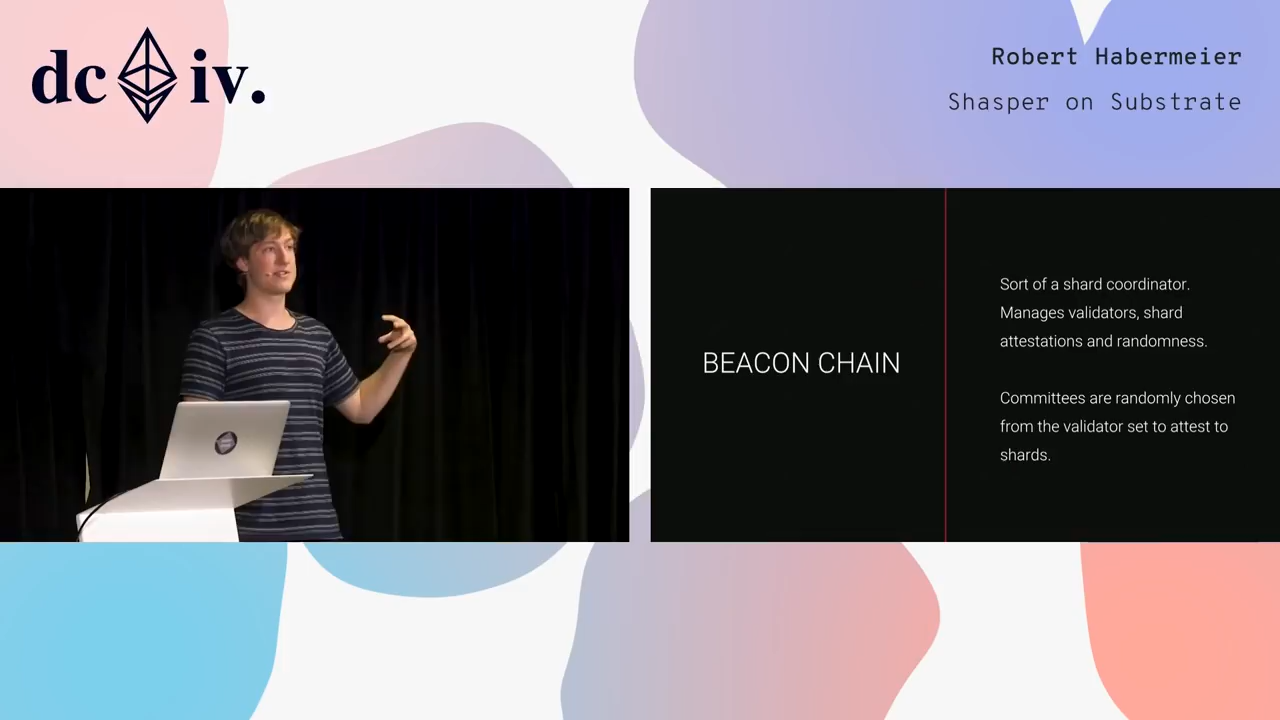 dc iv.
Robert Habermeier
Shasper on Substrate
BEACON CHAIN
Sort of a shard coordinator.
Manages validators, shard
attestations and randomness.
Committees are randomly chosen
from the validator set to attest to
shards.